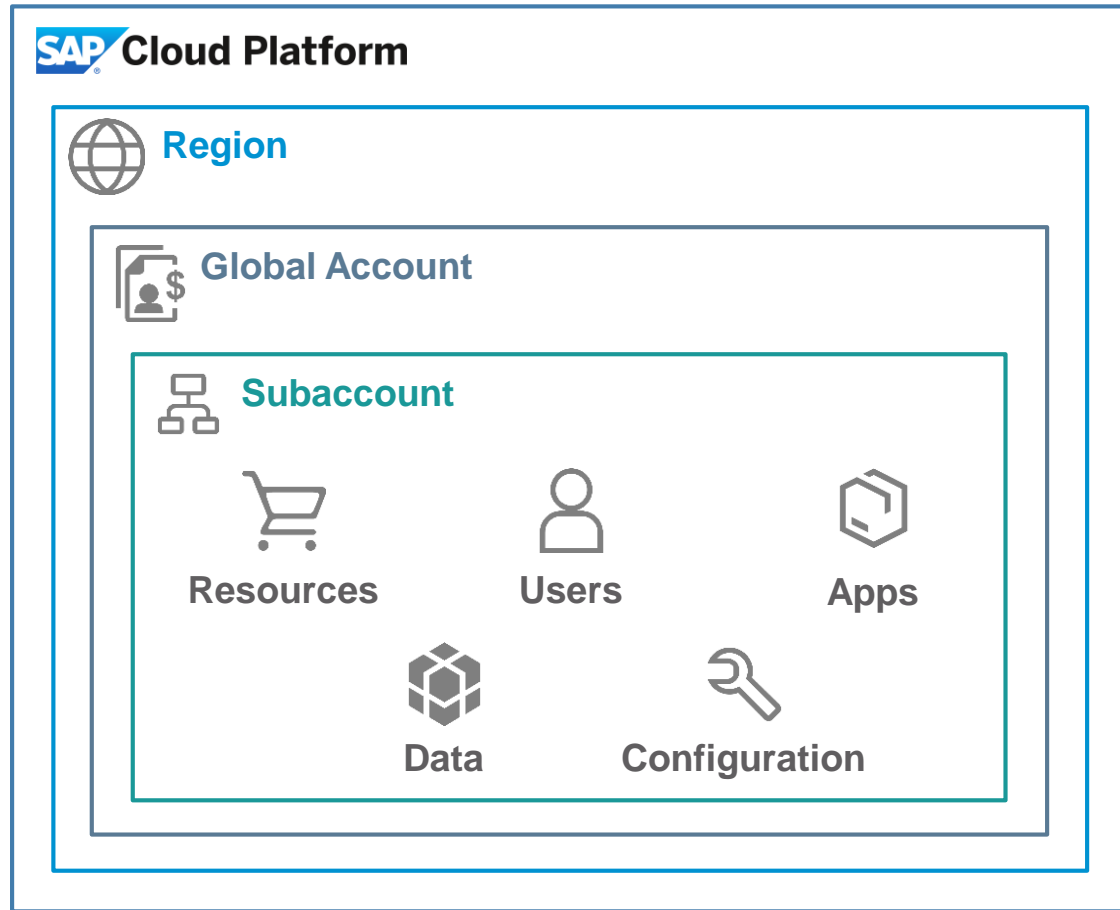 SAP Cloud Platform
Region
$ Global Account
Subaccount
Resources Users Apps
Data Configuration